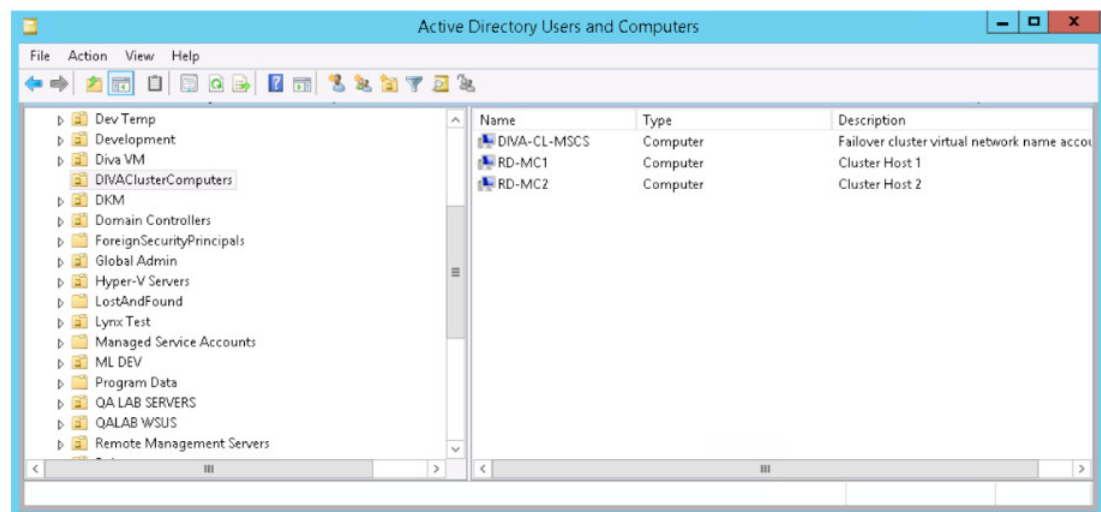 Active Directory Users and Computers
File Action View Help
Dev Temp
Development
Diva VM
DIVAClusterComputers
DKM
Domain Controllers
ForeignSecurityPrincipals
Global Admin
Hyper-V Servers
LostAndFound
Lynx Test
Managed Service Accounts
ML DEV
Program Data
QA LAB SERVERS
QALAB WSUS
Remote Management Servers
Name Type Description
DIVA-CL-MSCS Computer Failover cluster virtual network name accou
RD-MC1 Computer Cluster Host 1
RD-MC2 Computer Cluster Host 2